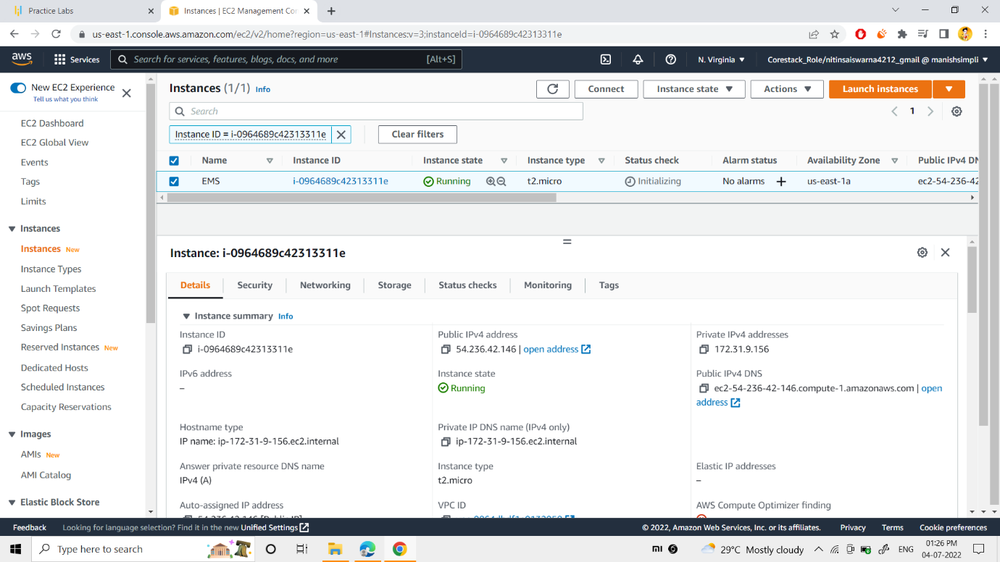 Practice Labs
Instances | EC2 Management Con
us-east-1.console.aws.amazon.com/ec2/v2/home?region=us-east-1#Instances:v=3;instanceId=i-0964689c42313311e
aws
Services
Search for services, features, blogs, docs, and more
[Alt+S]
N. Virginia
Corestack_Role/nitinsaiswarna4212_gmail @ manishsimpli
New EC2 Experience
Tell us what you think
EC2 Dashboard
EC2 Global View
Events
Tags
Limits
Instances
Instances New
Instance Types
Launch Templates
Spot Requests
Savings Plans
Reserved Instances New
Dedicated Hosts
Scheduled Instances
Capacity Reservations
Images
AMIs New
AMI Catalog
Elastic Block Store
Instances (1/1) Info
Connect
Instance state
Actions
Launch instances
Search
1
Instance ID = i-0964689c42313311e
Clear filters
Name Instance ID Instance state Instance type Status check Alarm status Availability Zone Public IPv4 DN
EMS i-0964689c42313311e Running t2.micro Initializing No alarms + us-east-1a ec2-54-236-42
Instance: i-0964689c42313311e
Details Security Networking Storage Status checks Monitoring Tags
Instance summary Info
Instance ID
i-0964689c42313311e
Public IPv4 address
54.236.42.146 | open address
Private IPv4 addresses
172.31.9.156
IPv6 address
–
Instance state
Running
Public IPv4 DNS
ec2-54-236-42-146.compute-1.amazonaws.com | open
address
Hostname type
IP name: ip-172-31-9-156.ec2.internal
Private IP DNS name (IPv4 only)
ip-172-31-9-156.ec2.internal
Answer private resource DNS name
IPv4 (A)
Instance type
t2.micro
Elastic IP addresses
–
Auto-assigned IP address
54.236.42.146 [Public IP]
VPC ID
AWS Compute Optimizer finding
Feedback
Looking for language selection? Find it in the new Unified Settings
© 2022, Amazon Web Services, Inc. or its affiliates.
Privacy
Terms
Cookie preferences
Type here to search
29°C Mostly cloudy
ENG
01:26 PM
04-07-2022